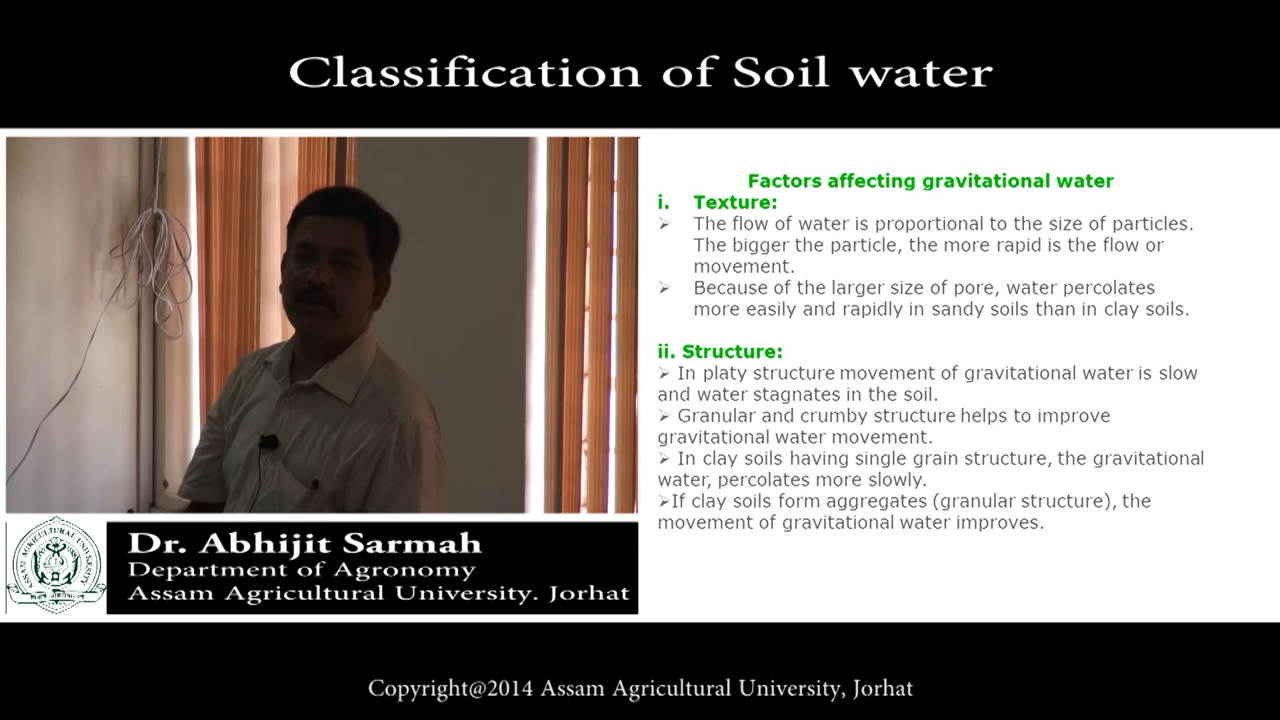 Classification of Soil water
Factors affecting gravitational water
i. Texture:
➢ The flow of water is proportional to the size of particles.
The bigger the particle, the more rapid is the flow or
movement.
➢ Because of the larger size of pore, water percolates
more easily and rapidly in sandy soils than in clay soils.
ii. Structure:
➢ In platy structure movement of gravitational water is slow
and water stagnates in the soil.
➢ Granular and crumby structure helps to improve
gravitational water movement.
➢ In clay soils having single grain structure, the gravitational
water, percolates more slowly.
➢If clay soils form aggregates (granular structure), the
movement of gravitational water improves.
ASSAM AGRICULTURAL UNIVERSITY
Dr. Abhijit Sarmah
Department of Agronomy
Assam Agricultural University. Jorhat
Copyright@2014 Assam Agricultural University, Jorhat